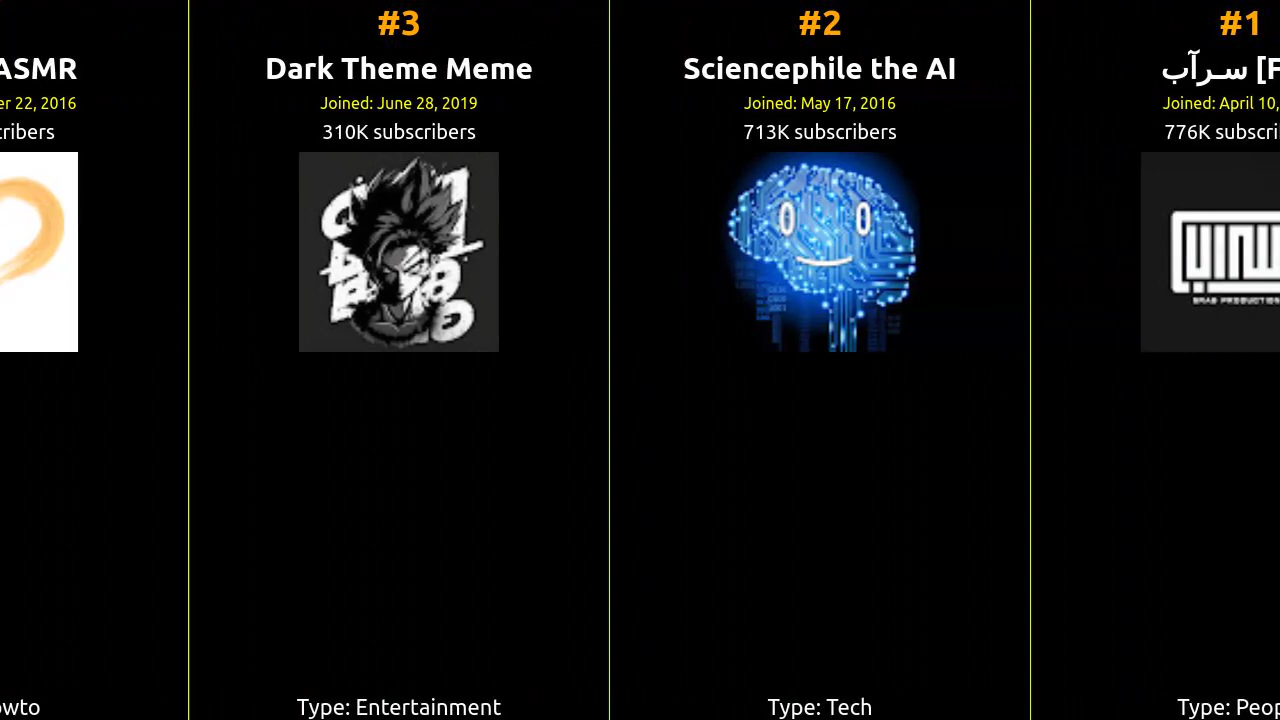 ASMR
er 22, 2016
cribers
owto
#3
Dark Theme Meme
Joined: June 28, 2019
310K subscribers
Type: Entertainment
#2
Sciencephile the AI
Joined: May 17, 2016
713K subscribers
Type: Tech
#1
سـرآب [F
Joined: April 10,
776K subscri
Type: Peop